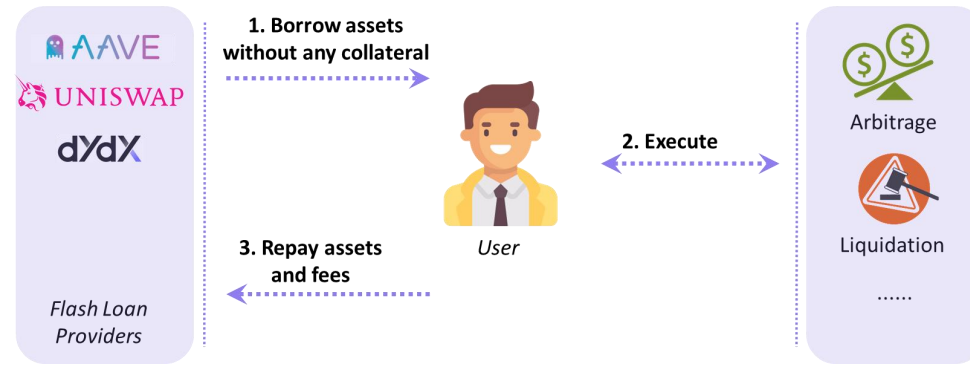 AAVE
UNISWAP
dYdX
Flash Loan
Providers
1. Borrow assets
without any collateral
3. Repay assets
and fees
User
2. Execute
$ $
Arbitrage
Liquidation
......